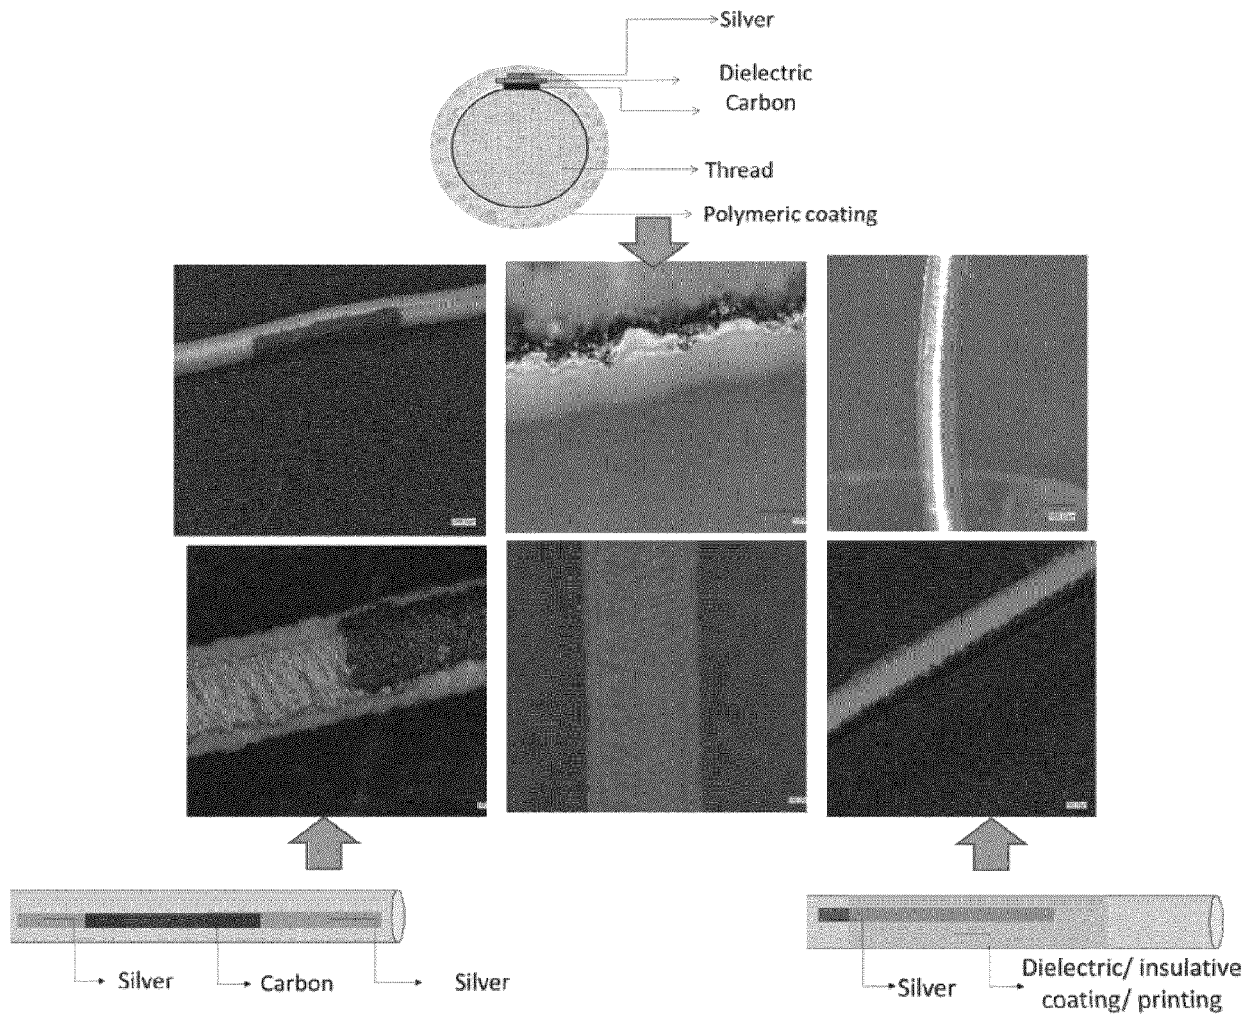 Silver
Dielectric
Carbon
Thread
Polymeric coating
Silver
Carbon
Silver
Silver
Dielectric/ insulative
coating/ printing